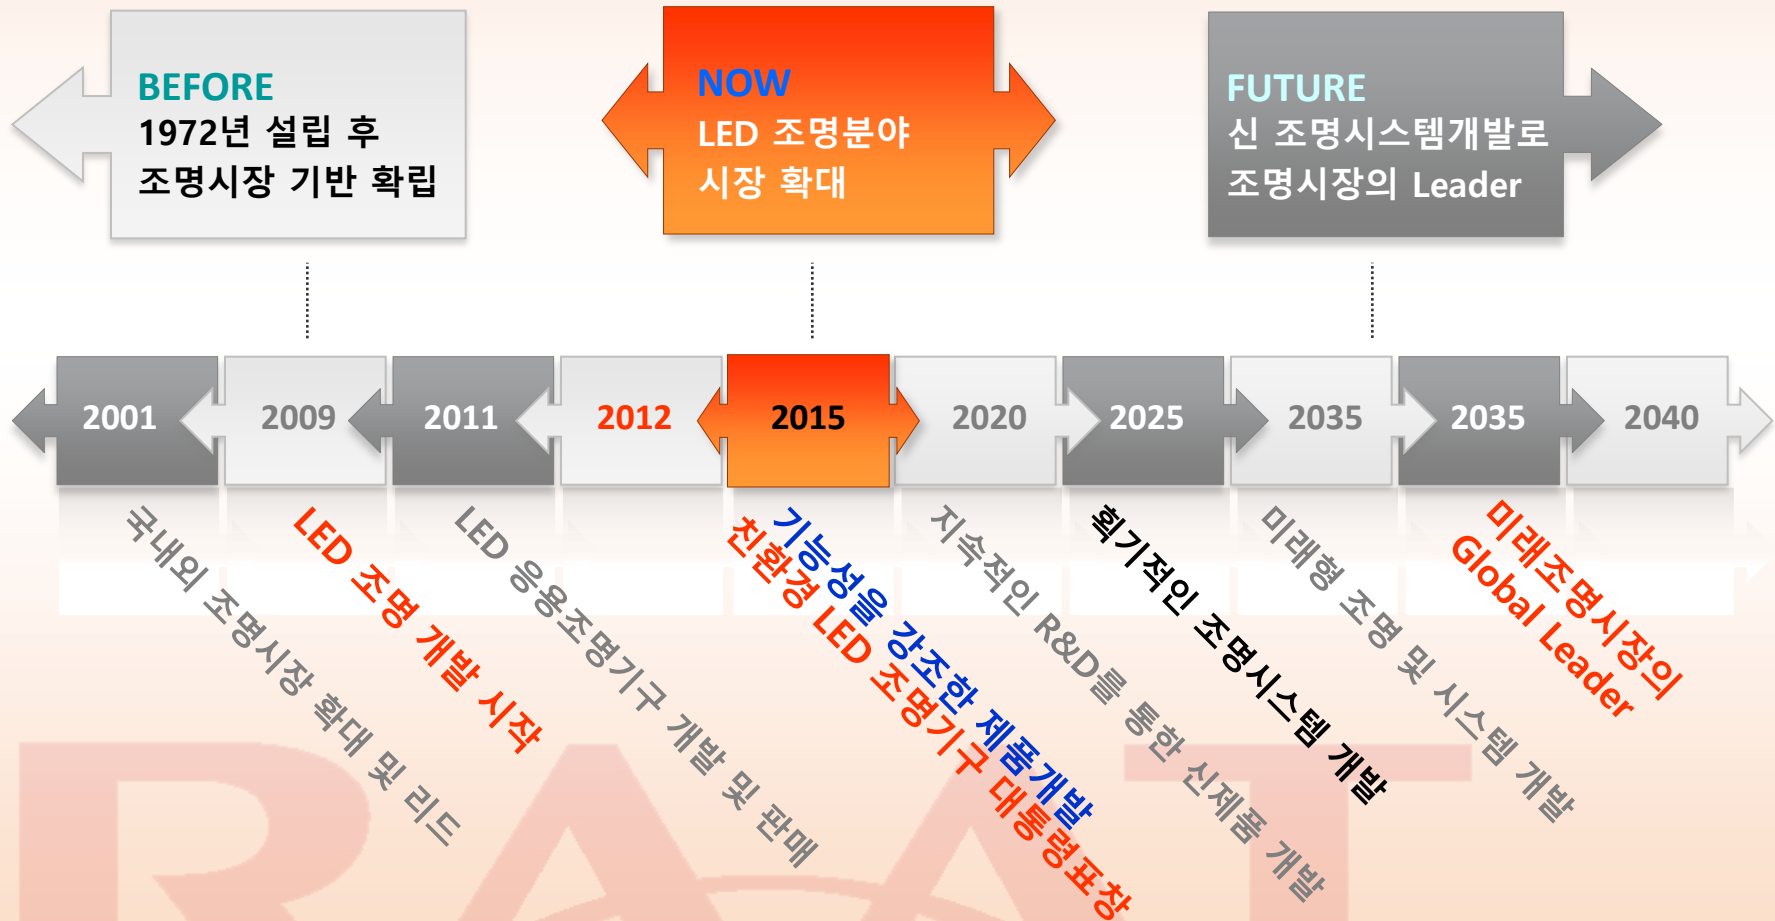 BEFORE
1972년 설립 후
조명시장 기반 확립
NOW
LED 조명분야
시장 확대
FUTURE
신 조명시스템개발로
조명시장의 Leader
2001
2009
2011
2012
2015
2020
2025
2035
2035
2040
국내외 조명시장 확대 및 리드
LED 조명 개발 시작
LED 응용조명기구 개발 및 판매
기능성을 강조한 제품개발
친환경 LED 조명기구 대통령표창
지속적인 R&D를 통한 신제품 개발
획기적인 조명시스템 개발
미래형 조명 및 시스템 개발
미래조명시장의
Global Leader
RAAT